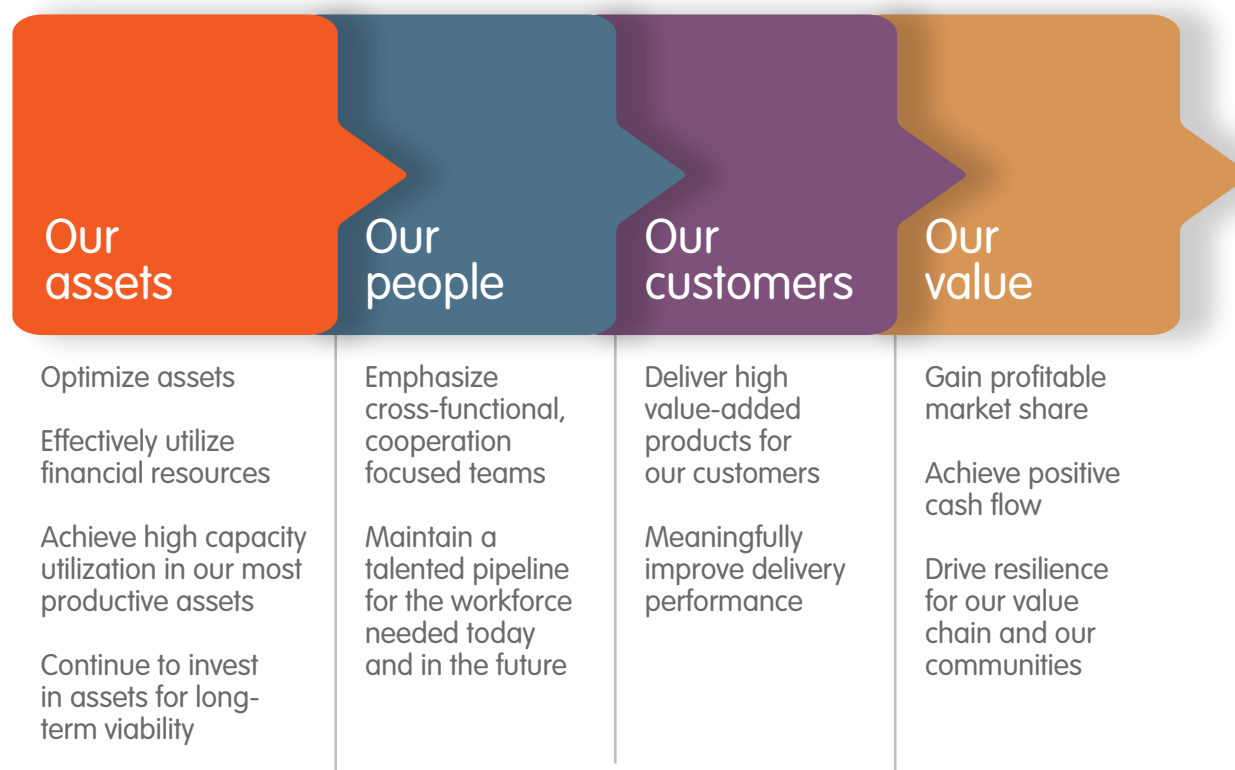 Our
assets
Optimize assets
Effectively utilize
financial resources
Achieve high capacity
utilization in our most
productive assets
Continue to invest
in assets for long-
term viability
Our
people
Emphasize
cross-functional,
cooperation
focused teams
Maintain a
talented pipeline
for the workforce
needed today
and in the future
Our
customers
Deliver high
value-added
products for
our customers
Meaningfully
improve delivery
performance
Our
value
Gain profitable
market share
Achieve positive
cash flow
Drive resilience
for our value
chain and our
communities